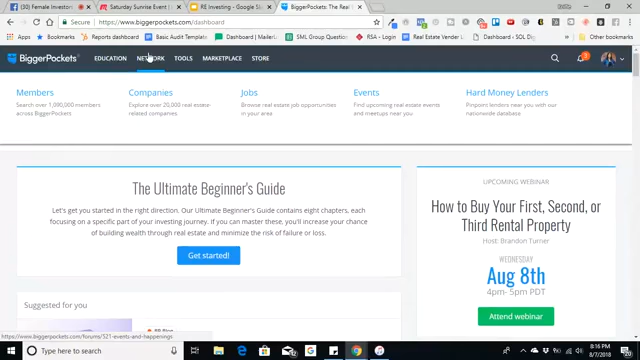 (30) Female Investors
Saturday Sunrise Event |
RE Investing - Google Sli
BiggerPockets: The Real
Secure | https://www.biggerpockets.com/dashboard
Apps
Bookmarks
Reports dashboard
Basic Audit Form - D
Dashboard | MailerLi
SML Group Question
RSA - Login
Real Estate Vender L
Dashboard - SOL Dig
Other bookmarks
BiggerPockets
EDUCATION
NETWORK
TOOLS
MARKETPLACE
STORE
Members
Search over 1,090,000 members
across BiggerPockets
Companies
Explore over 20,000 real estate
related companies.
Jobs
Browse real estate job opportunities
in your area
Events
Find upcoming real estate events
and meetups near you
Hard Money Lenders
Pinpoint lenders near you with our
nationwide directory
The Ultimate Beginner's Guide
Let's get you started in the right direction. Our Ultimate Beginner's Guide contains eight chapters, each
focusing on a specific part of your investing journey. If you can master these, you'll increase your chance
of building wealth through real estate and minimize the risk of failure or loss.
Get started!
UPCOMING WEBINAR
How to Buy Your First, Second, or
Third Rental Property
Host: Brandon Turner
WEDNESDAY
Aug 8th
4pm- 5pm PDT
Attend webinar
Suggested for you
https://www.biggerpockets.com/forums/521-events-and-happenings
Type here to search
8:16 PM
8/7/2018